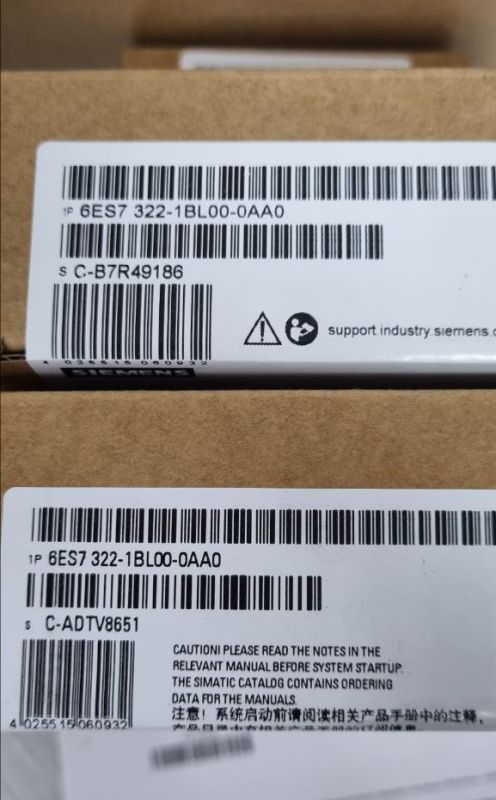 1P 6ES7 322-1BL00-0AA0
S C-B7R49186
support.industry.siemens.c
4 025515 060932
SIEMENS
1P 6ES7 322-1BL00-0AA0
S C-ADTV8651
CAUTION! PLEASE READ THE NOTES IN THE
RELEVANT MANUAL BEFORE SYSTEM STARTUP.
THE SIMATIC CATALOG CONTAINS ORDERING
DATA FOR THE MANUALS.
4 025515 060932
注意！系统启动前请阅读相关产品手册中的注释，